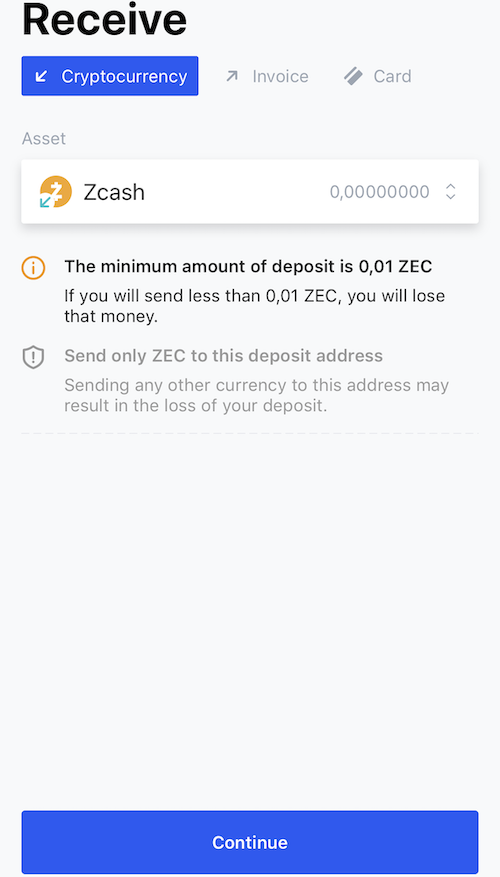 Receive
Cryptocurrency
Invoice
Card
Asset
Zcash
0,00000000
The minimum amount of deposit is 0,01 ZEC
If you will send less than 0,01 ZEC, you will lose
that money.
Send only ZEC to this deposit address
Sending any other currency to this address may
result in the loss of your deposit.
Continue